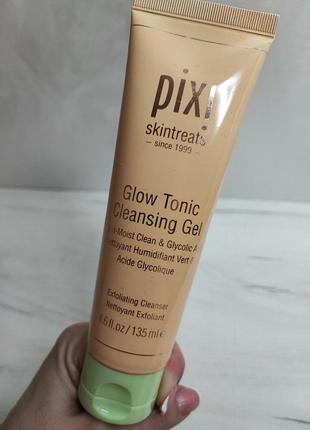 pixi
skintreats
– since 1999 –
Glow Tonic
Cleansing Gel
-Moist Clean & Glycolic
Humidifiant Vert
Acide Glycolique
Exfoliating Cleanser
Nettoyant Exfoliant
fl.oz/135 ml e